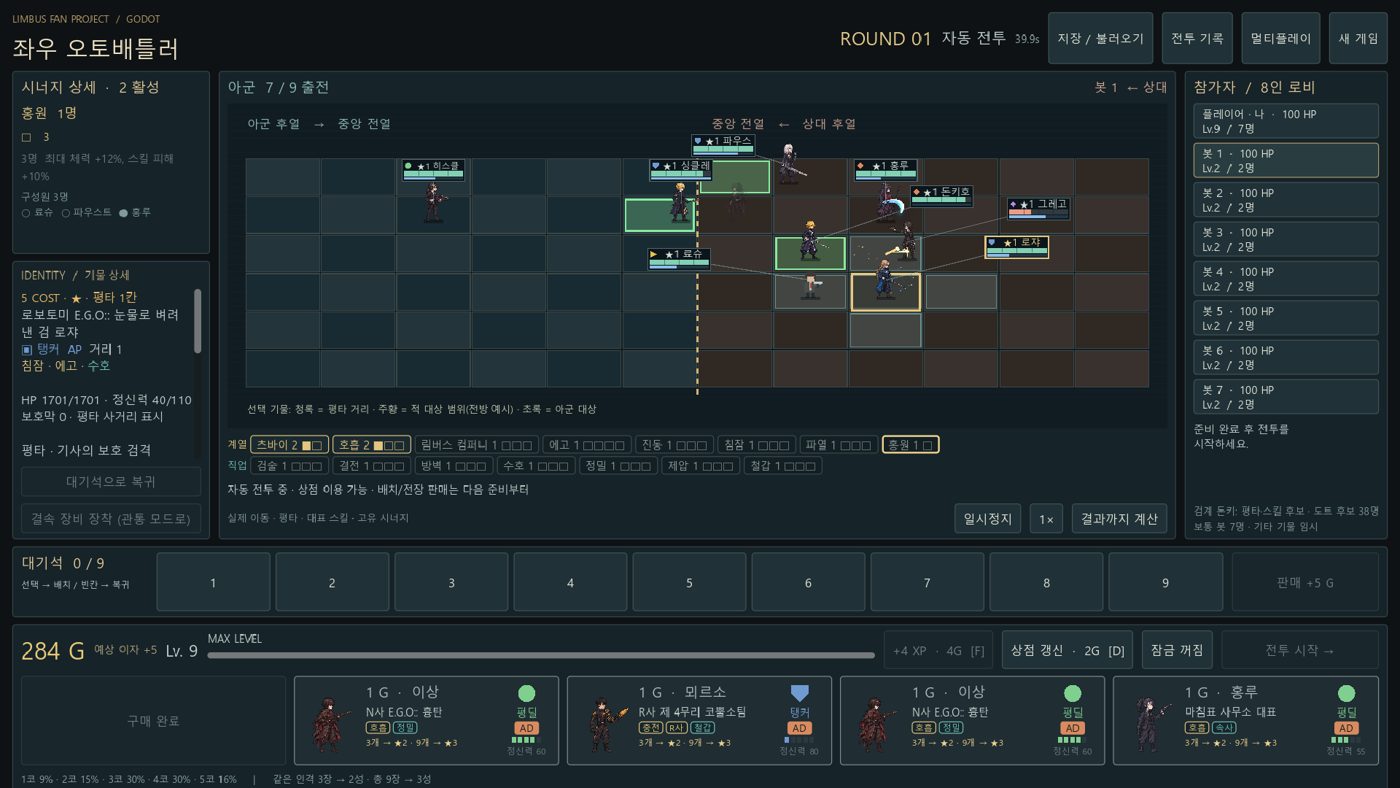 LIMBUS FAN PROJECT / GODOT
좌우 오토배틀러
ROUND 01 자동 전투 39.9s
지장 / 불러오기
전투 기록
멀티플레이
새 게임
시너지 상세 · 2 활성
홍원 1명
□ 3
3명 최대 체력 +12%, 스킬 피해
+10%
구성원 3명
○ 료슈 ○ 파우스트 ● 홍루
IDENTITY / 기물 상세
5 COST · ★ · 평타 1칸
로보토미 E.G.O:: 눈물로 벼려
낸 검 로쟈
탱커 AP 거리 1
침잠 · 에고 · 수호
HP 1701/1701 · 정신력 40/110
보호막 0 · 평타 사거리 표시
평타 · 기사의 보호 검격
대기석으로 복귀
결속 장비 장착 (관통 모드로)
아군 7 / 9 출전
봇 1 ← 상대
아군 후열 → 중앙 전열
중앙 전열 ← 상대 후열
★1 파우스
★1 히스클
★1 싱클레
★1 홍루
★1 돈키호
★1 그레고
★1 로쟈
★1 료슈
선택 기물: 청록 = 평타 거리 · 주황 = 적 대상 범위(전방 예시) · 초록 = 아군 대상
계열 츠바이 2 ■□ 호흡 2 ■□□ 림버스 컴퍼니 1 □□□ 에고 1 □□□□ 진동 1 □□□ 침잠 1 □□□ 파열 1 □□□ 홍원 1 □
직업 검술 1 □□□ 결전 1 □□□ 방벽 1 □□□ 수호 1 □□□ 정밀 1 □□□ 제압 1 □□□ 철갑 1 □□□
자동 전투 중 · 상점 이용 가능 · 배치/전장 판매는 다음 준비부터
실제 이동 · 평타 · 대표 스킬 · 고유 시너지
일시정지
1×
결과까지 계산
참가자 / 8인 로비
플레이어 · 나 · 100 HP
Lv.9 / 7명
봇 1 · 100 HP
Lv.2 / 2명
봇 2 · 100 HP
Lv.2 / 2명
봇 3 · 100 HP
Lv.2 / 2명
봇 4 · 100 HP
Lv.2 / 2명
봇 5 · 100 HP
Lv.2 / 2명
봇 6 · 100 HP
Lv.2 / 2명
봇 7 · 100 HP
Lv.2 / 2명
준비 완료 후 전투를
시작하세요.
검계 돈키: 평타·스킬 후보 · 도트 후보 38명
보통 봇 7명 · 기타 기물 임시
대기석 0 / 9
선택 → 배치 / 빈칸 → 복귀
1
2
3
4
5
6
7
8
9
판매 +5 G
284 G 예상 이자 +5 Lv. 9
MAX LEVEL
+4 XP · 4G [F]
상점 갱신 · 2G [D]
잠금 꺼짐
전투 시작 →
구매 완료
1 G · 이상
N사 E.G.O:: 흉탄
호흡 정밀
3개 → ★2 · 9개 → ★3
평딜
AD
정신력 60
1 G · 뫼르소
R사 제 4무리 코뿔소팀
충전 R사 철갑
3개 → ★2 · 9개 → ★3
탱커
AD
정신력 80
1 G · 이상
N사 E.G.O:: 흉탄
호흡 정밀
3개 → ★2 · 9개 → ★3
평딜
AD
정신력 60
1 G · 홍루
마침표 사무소 대표
호흡 속사
3개 → ★2 · 9개 → ★3
평딜
AD
정신력 55
1코 9% · 2코 15% · 3코 30% · 4코 30% · 5코 16% | 같은 인격 3장 → 2성 · 총 9장 → 3성